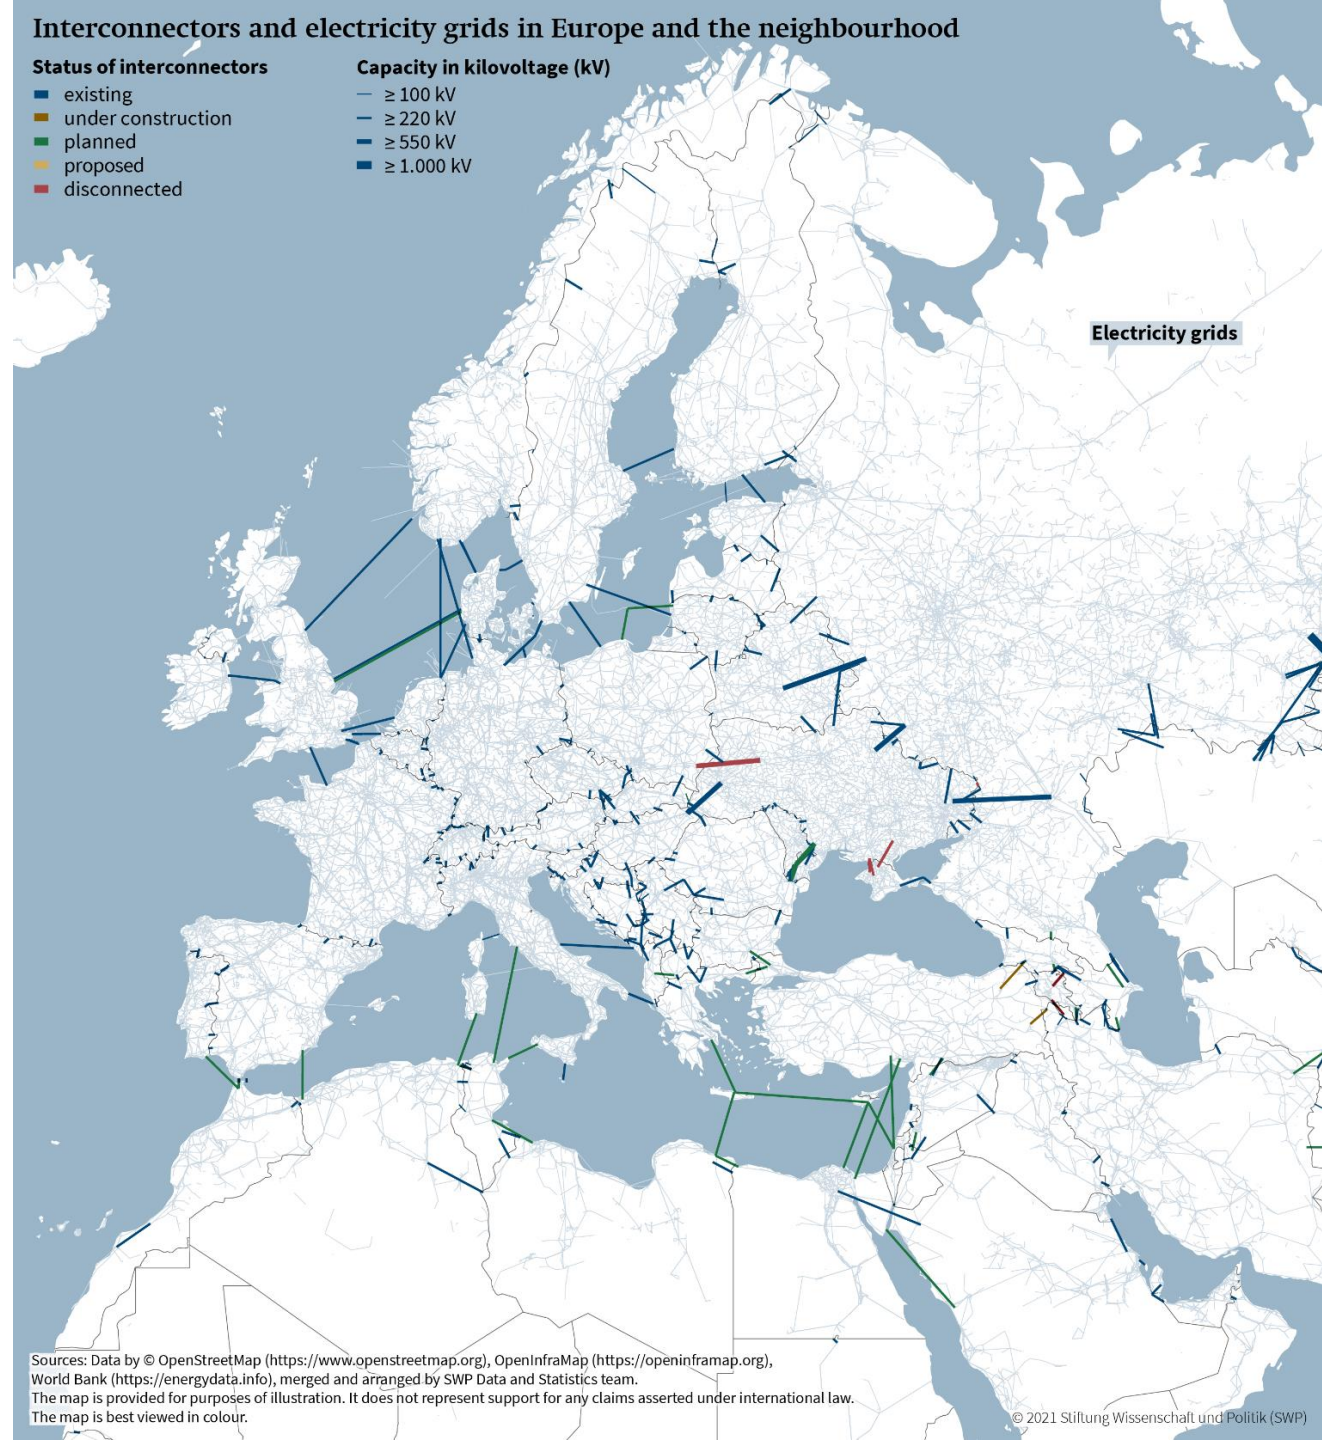 Interconnectors and electricity grids in Europe and the neighbourhood
Status of interconnectors
existing
under construction
planned
proposed
disconnected
Capacity in kilovoltage (kV)
≥ 100 kV
≥ 220 kV
≥ 550 kV
≥ 1.000 kV
Electricity grids
Sources: Data by © OpenStreetMap (https://www.openstreetmap.org), OpenInfraMap (https://openinframap.org),
World Bank (https://energydata.info), merged and arranged by SWP Data and Statistics team.
The map is provided for purposes of illustration. It does not represent support for any claims asserted under international law.
The map is best viewed in colour.
© 2021 Stiftung Wissenschaft und Politik (SWP)